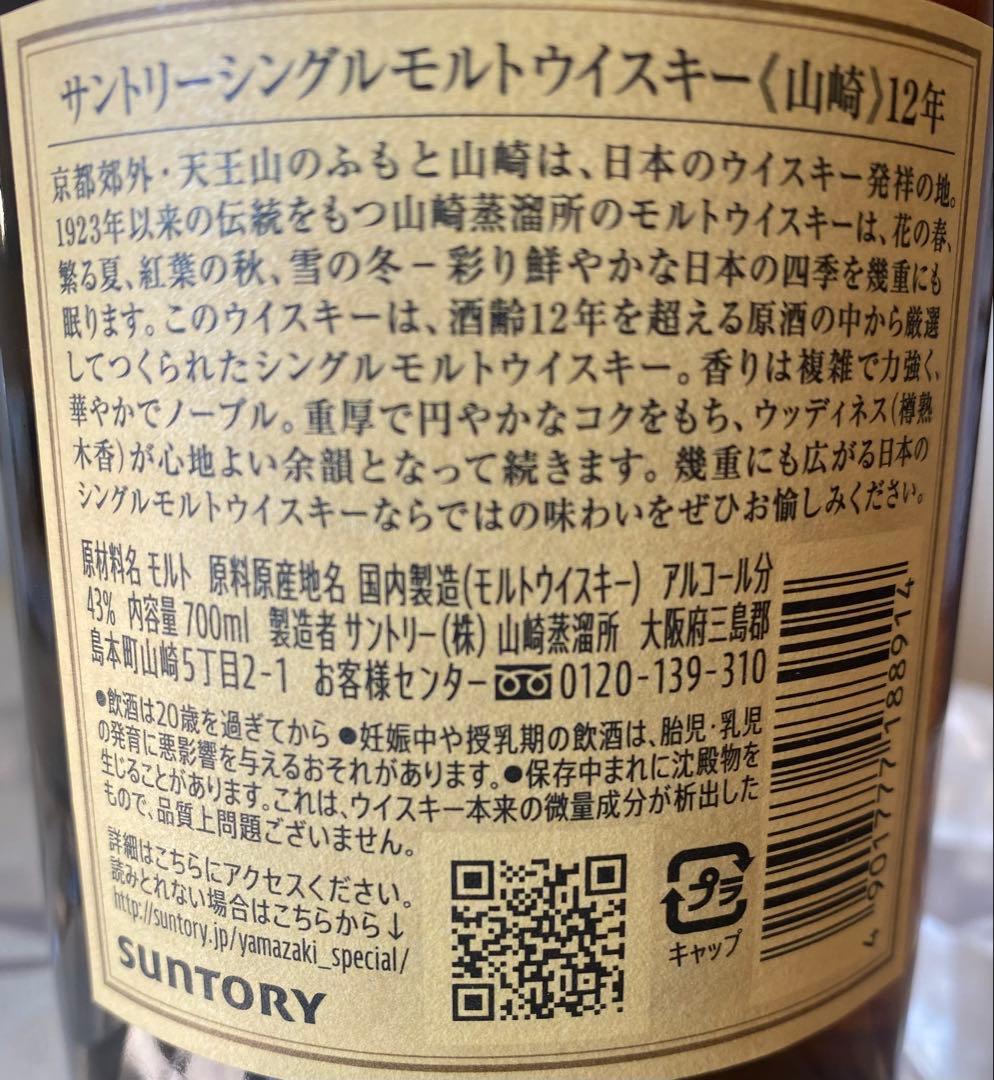 サントリーシングルモルトウイスキー《山崎》12年
京都郊外・天王山のふもと山崎は、日本のウイスキー発祥の地。
1923年以来の伝統をもつ山崎蒸溜所のモルトウイスキーは、花の春、
繁る夏、紅葉の秋、雪の冬－彩り鮮やかな日本の四季を幾重にも
眠ります。このウイスキーは、酒齢12年を超える原酒の中から厳選
してつくられたシングルモルトウイスキー。香りは複雑で力強く、
華やかでノーブル。重厚で円やかなコクをもち、ウッディネス(樽熟
木香)が心地よい余韻となって続きます。幾重にも広がる日本の
シングルモルトウイスキーならではの味わいをぜひお愉しみください。
原材料名 モルト 原料原産地名 国内製造(モルトウイスキー) アルコール分
43% 内容量 700ml 製造者 サントリー(株) 山崎蒸溜所 大阪府三島郡
島本町山崎5丁目2-1 お客様センター 0120-139-310
●飲酒は20歳を過ぎてから ●妊娠中や授乳期の飲酒は、胎児・乳児
の発育に悪影響を与えるおそれがあります。●保存中まれに沈殿物を
生じることがあります。これは、ウイスキー本来の微量成分が析出した
もので、品質上問題ございません。
詳細はこちらにアクセスください。
読みとれない場合はこちらから↓
http://suntory.jp/yamazaki_special/
SUNTORY
プラ
キャップ
4 901777 188914